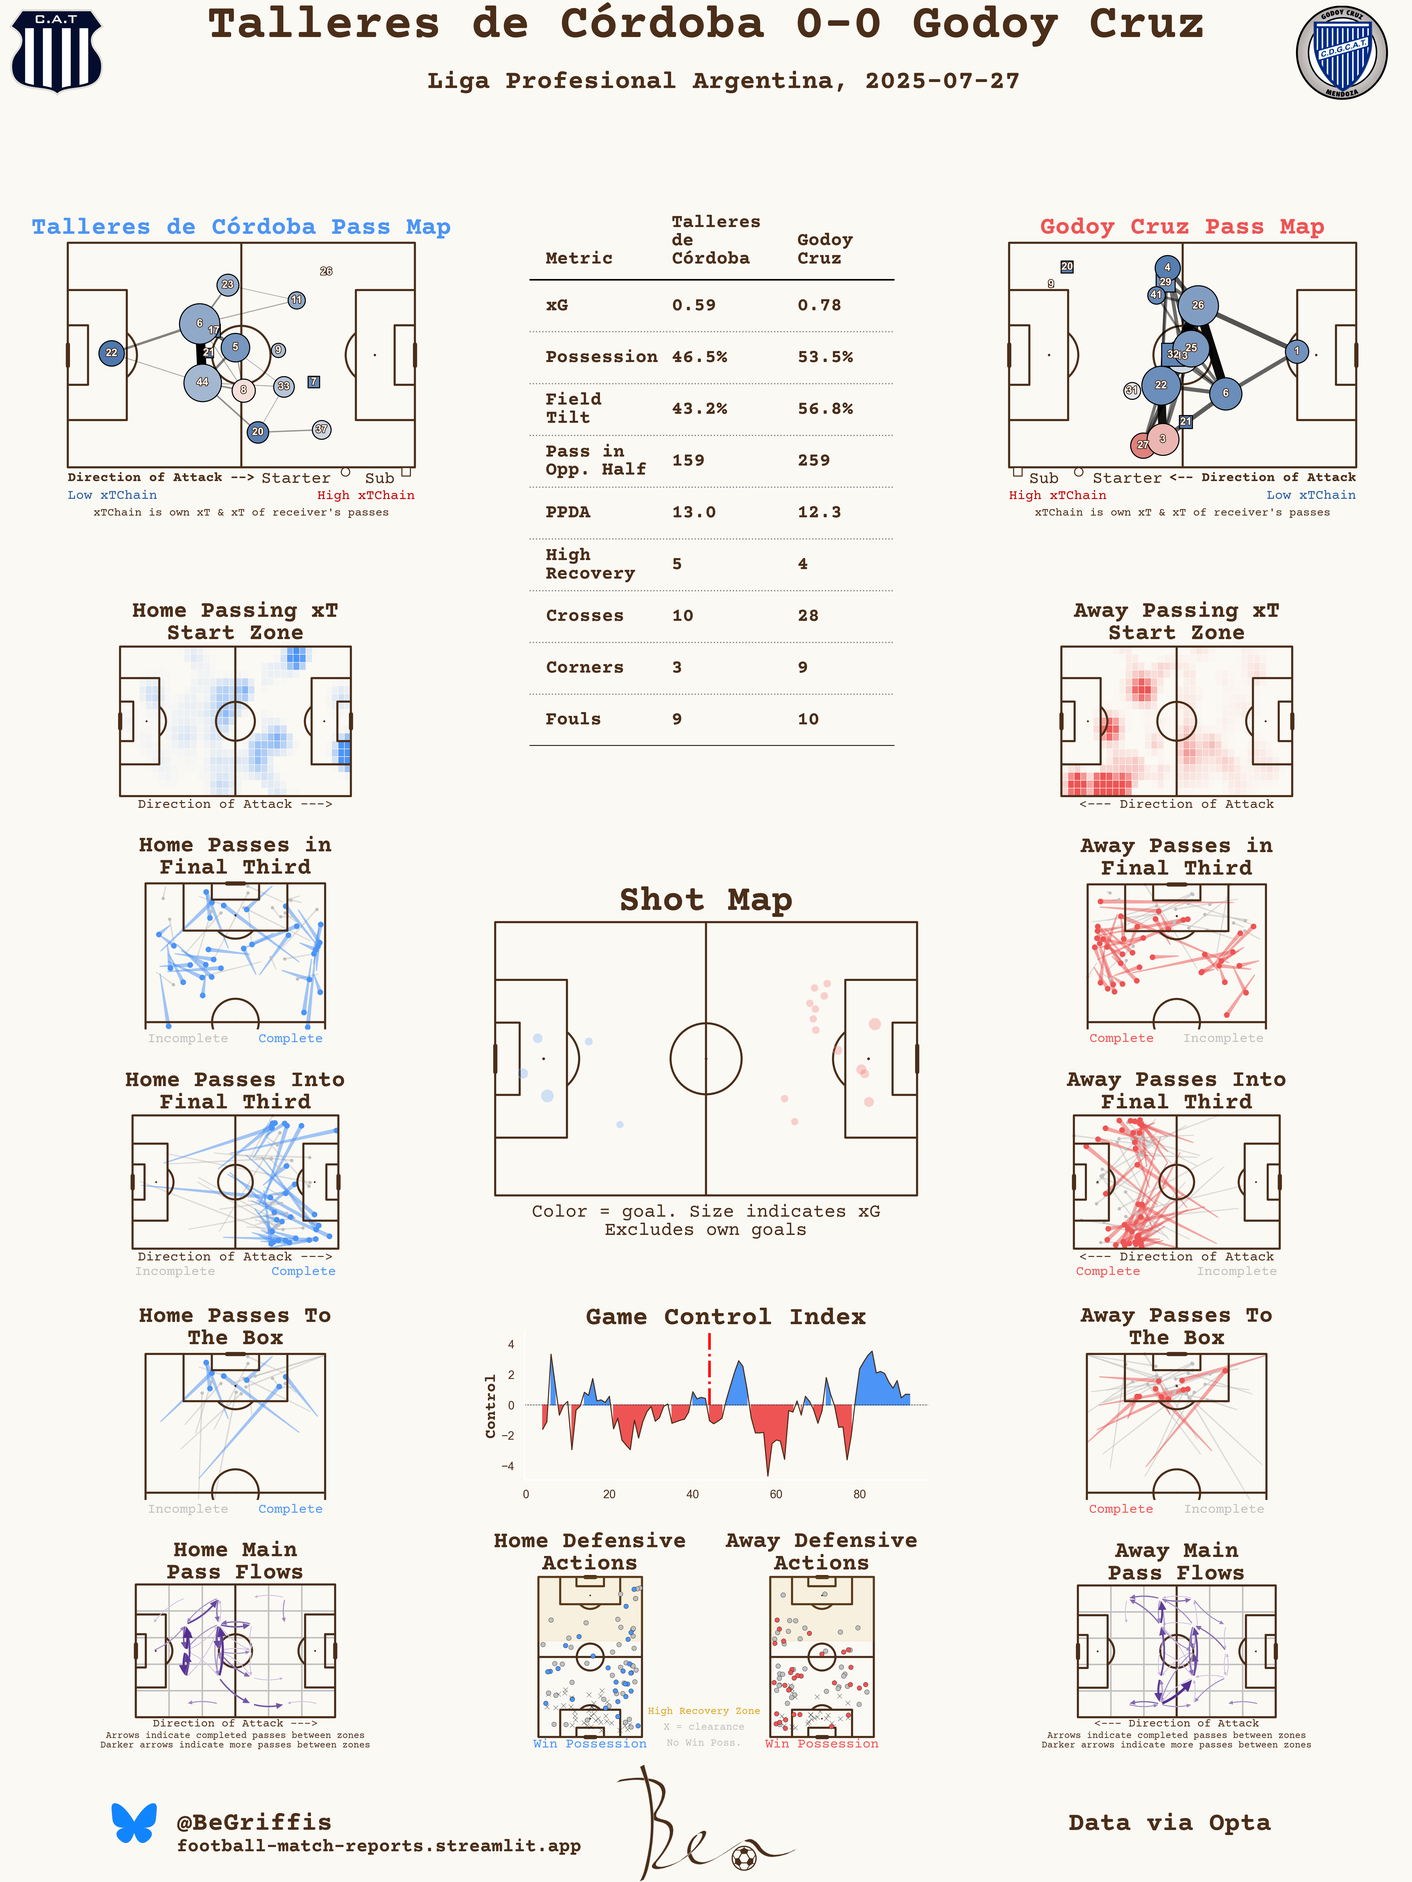 Talleres de Córdoba 0-0 Godoy Cruz
Liga Profesional Argentina, 2025-07-27
C.A.T
GODOY CRUZ
C.D.G.C.A.T.
MENDOZA
Talleres de Córdoba Pass Map
26
23
11
6
17
22
21
5
9
44
8
33
7
20
37
Direction of Attack --> Starter Sub
Low xTChain High xTChain
xTChain is own xT & xT of receiver's passes
Metric Talleres de Córdoba Godoy Cruz
xG 0.59 0.78
Possession 46.5% 53.5%
Field Tilt 43.2% 56.8%
Pass in Opp. Half 159 259
PPDA 13.0 12.3
High Recovery 5 4
Crosses 10 28
Corners 3 9
Fouls 9 10
Godoy Cruz Pass Map
20
4
9
29
41
26
25
32
1
22
31
6
21
27
3
Sub Starter <-- Direction of Attack
High xTChain Low xTChain
xTChain is own xT & xT of receiver's passes
Home Passing xT
Start Zone
Direction of Attack --->
Away Passing xT
Start Zone
<--- Direction of Attack
Home Passes in
Final Third
Incomplete Complete
Away Passes in
Final Third
Complete Incomplete
Shot Map
Color = goal. Size indicates xG
Excludes own goals
Home Passes Into
Final Third
Direction of Attack --->
Incomplete Complete
Away Passes Into
Final Third
<--- Direction of Attack
Complete Incomplete
Home Passes To
The Box
Incomplete Complete
Game Control Index
Control
4
2
0
−2
−4
0 20 40 60 80
Away Passes To
The Box
Complete Incomplete
Home Main
Pass Flows
Direction of Attack --->
Arrows indicate completed passes between zones
Darker arrows indicate more passes between zones
Home Defensive
Actions
Win Possession
High Recovery Zone
X = clearance
No Win Poss.
Away Defensive
Actions
Win Possession
Away Main
Pass Flows
<--- Direction of Attack
Arrows indicate completed passes between zones
Darker arrows indicate more passes between zones
@BeGriffis
football-match-reports.streamlit.app
Ben
Data via Opta